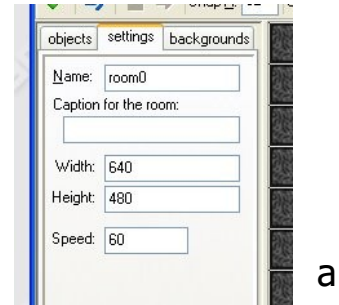 objects settings backgrounds
Name: room0
Caption for the room:
Width: 640
Height: 480
Speed: 60
a